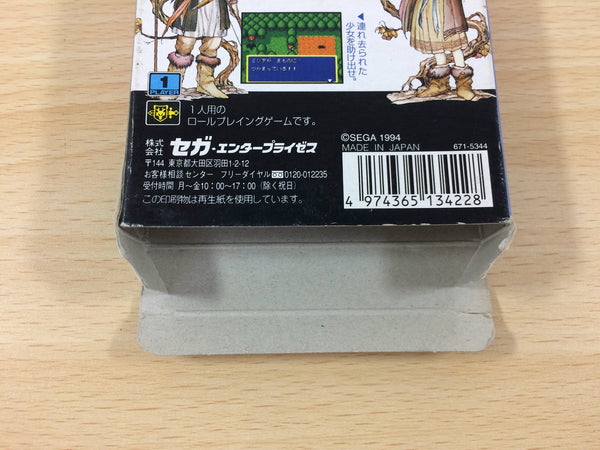 ◀連れ去られた
少女を助け出せ。
1
PLAYER
1人用の
ロールプレイングゲームです。
株式会社 セガ・エンタープライゼス
〒144 東京都大田区羽田1-2-12
お客様相談センター フリーダイヤル 0120-012235
受付時間 月〜金10:00〜17:00(除く祝日)
この印刷物は再生紙を使用しています。
©SEGA 1994
MADE IN JAPAN 671-5344
4 974365 134228